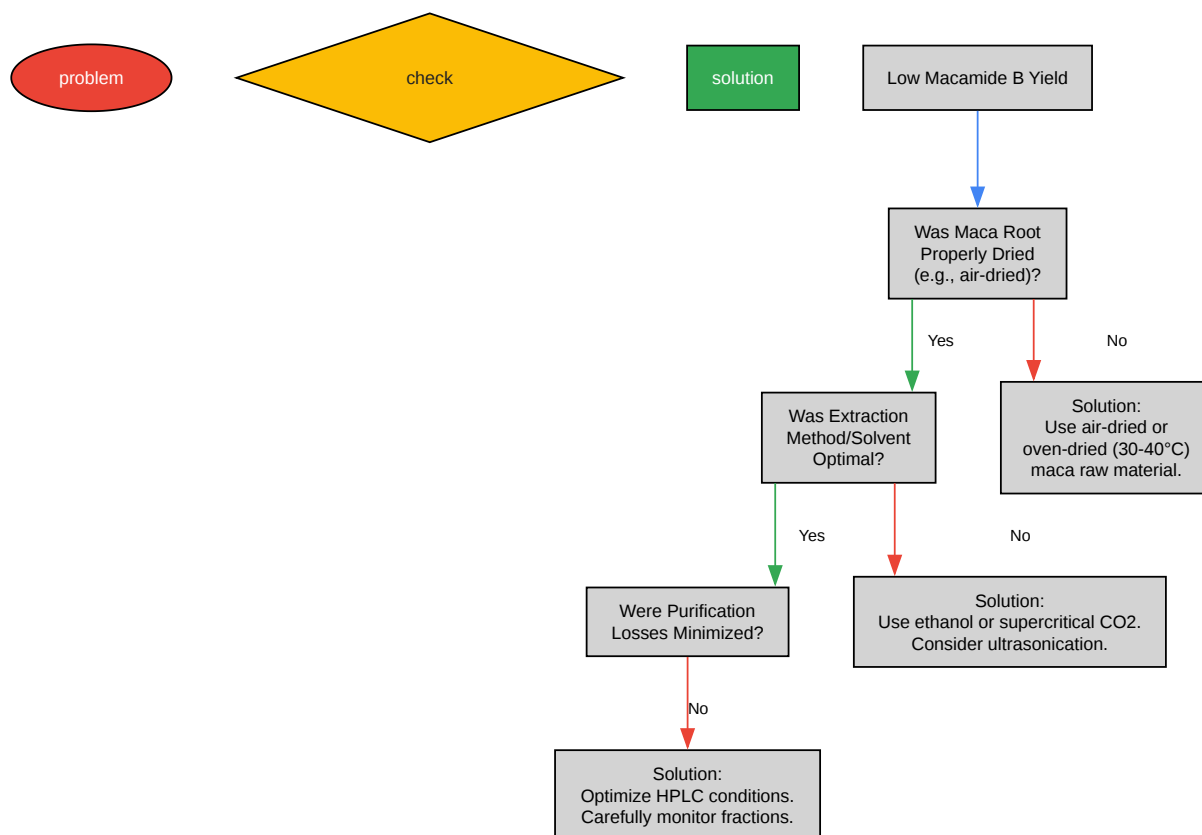 problem
check
solution
Low Macamide B Yield
Was Maca Root
Properly Dried
(e.g., air-dried)?
Yes
No
Was Extraction
Method/Solvent
Optimal?
Solution:
Use air-dried or
oven-dried (30-40°C)
maca raw material.
Yes
No
Were Purification
Losses Minimized?
Solution:
Use ethanol or supercritical CO2.
Consider ultrasonication.
No
Solution:
Optimize HPLC conditions.
Carefully monitor fractions.